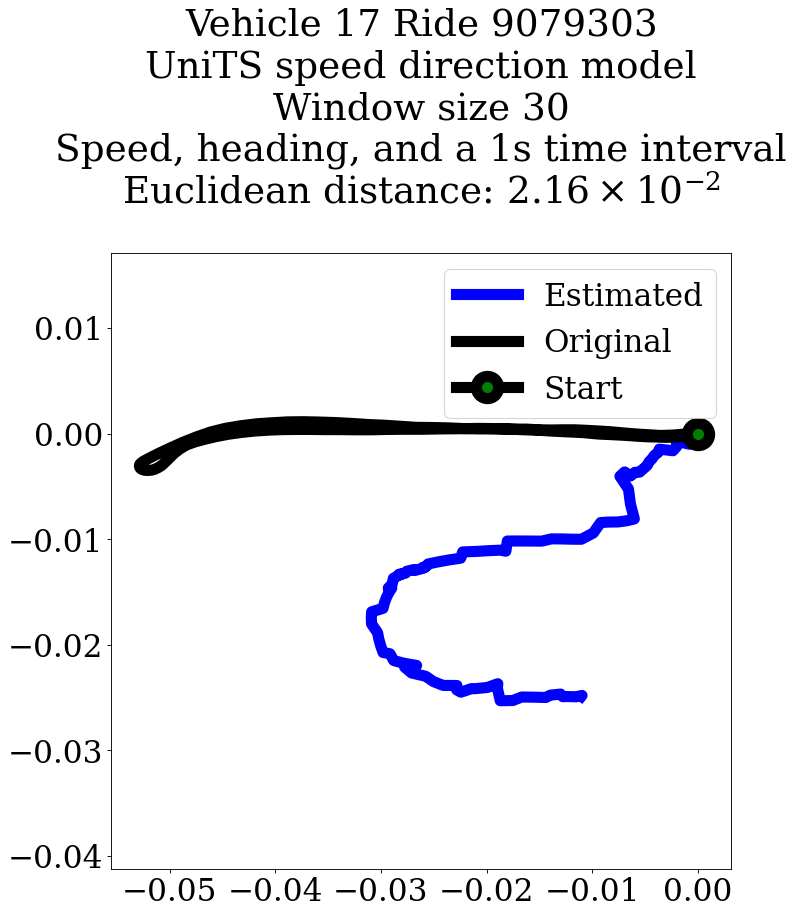 Vehicle 17 Ride 9079303
UniTS speed direction model
Window size 30
Speed, heading, and a 1s time interval
Euclidean distance: 2.16 × 10⁻²
Estimated
Original
Start
0.01
0.00
−0.01
−0.02
−0.03
−0.04
−0.05 −0.04 −0.03 −0.02 −0.01 0.00